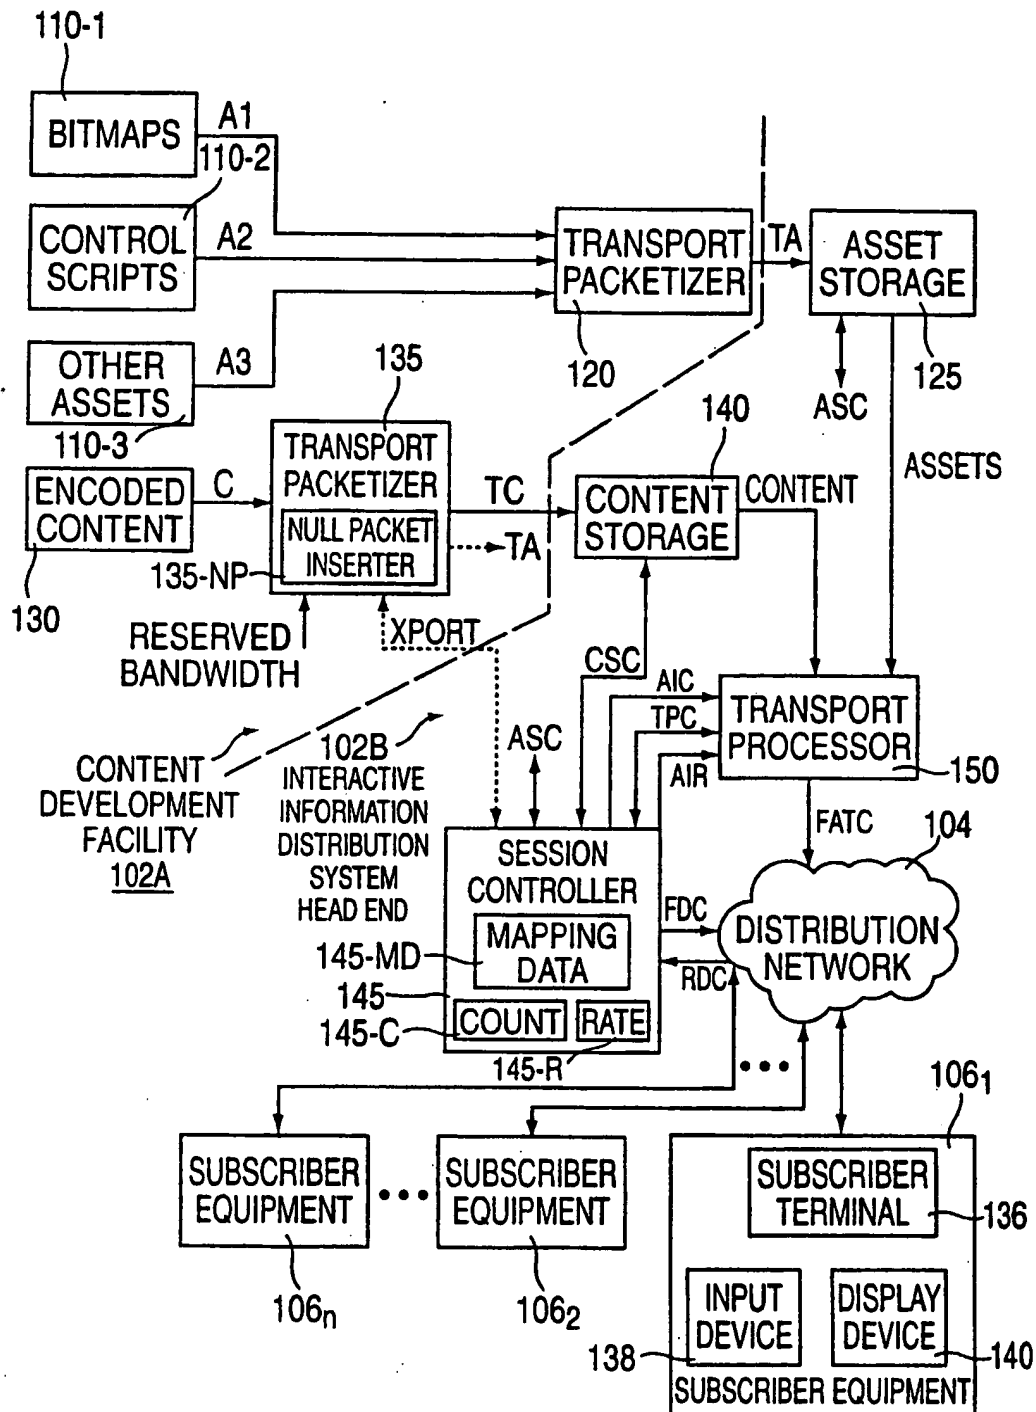 110-1
BITMAPS
A1
110-2
CONTROL
SCRIPTS
A2
TRANSPORT
PACKETIZER
120
TA
ASSET
STORAGE
125
ASC
ASSETS
OTHER
ASSETS
110-3
A3
135
TRANSPORT
PACKETIZER
NULL PACKET
INSERTER
135-NP
ENCODED
CONTENT
130
C
TC
TA
140
CONTENT
STORAGE
CONTENT
RESERVED
BANDWIDTH
XPORT
CSC
AIC
TPC
AIR
TRANSPORT
PROCESSOR
150
CONTENT
DEVELOPMENT
FACILITY
102A
102B
INTERACTIVE
INFORMATION
DISTRIBUTION
SYSTEM
HEAD END
ASC
FATC
104
SESSION
CONTROLLER
MAPPING
DATA
145-MD
145
145-C
COUNT
RATE
145-R
FDC
RDC
DISTRIBUTION
NETWORK
SUBSCRIBER
EQUIPMENT
106n
SUBSCRIBER
EQUIPMENT
1062
1061
SUBSCRIBER
TERMINAL
136
INPUT
DEVICE
138
DISPLAY
DEVICE
140
SUBSCRIBER EQUIPMENT